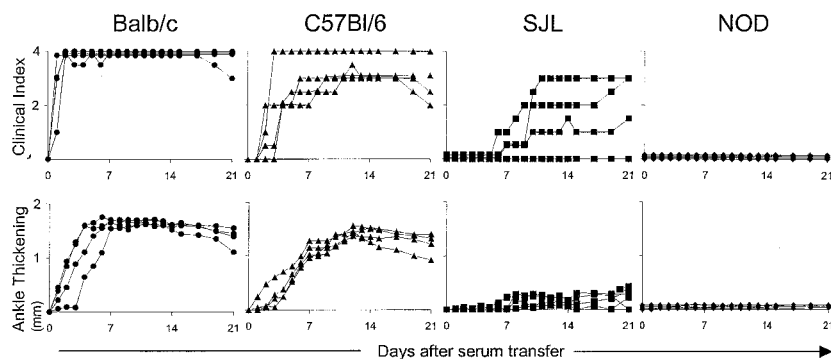 Balb/c C57Bl/6 SJL NOD
Clinical Index
4
2
0 7 14 21 0 7 14 21 0 7 14 21 0 7 14 21
Ankle Thickening
(mm)
2
1
0 7 14 21 0 7 14 21 0 7 14 21 0 7 14 21
Days after serum transfer